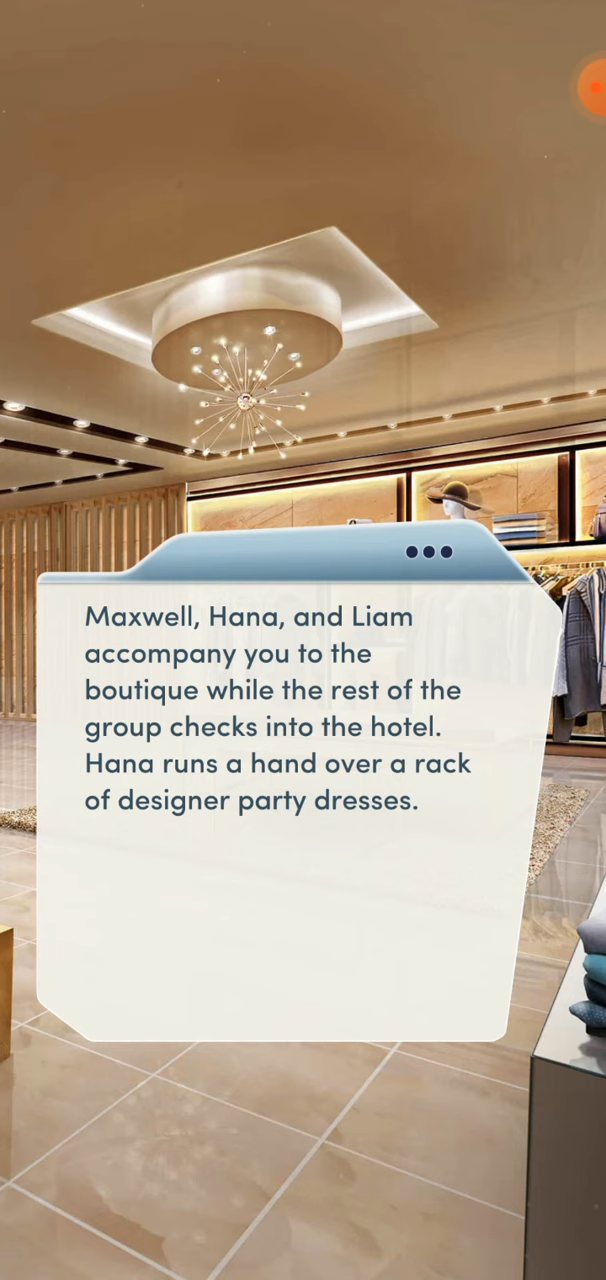 Maxwell, Hana, and Liam
accompany you to the
boutique while the rest of the
group checks into the hotel.
Hana runs a hand over a rack
of designer party dresses.